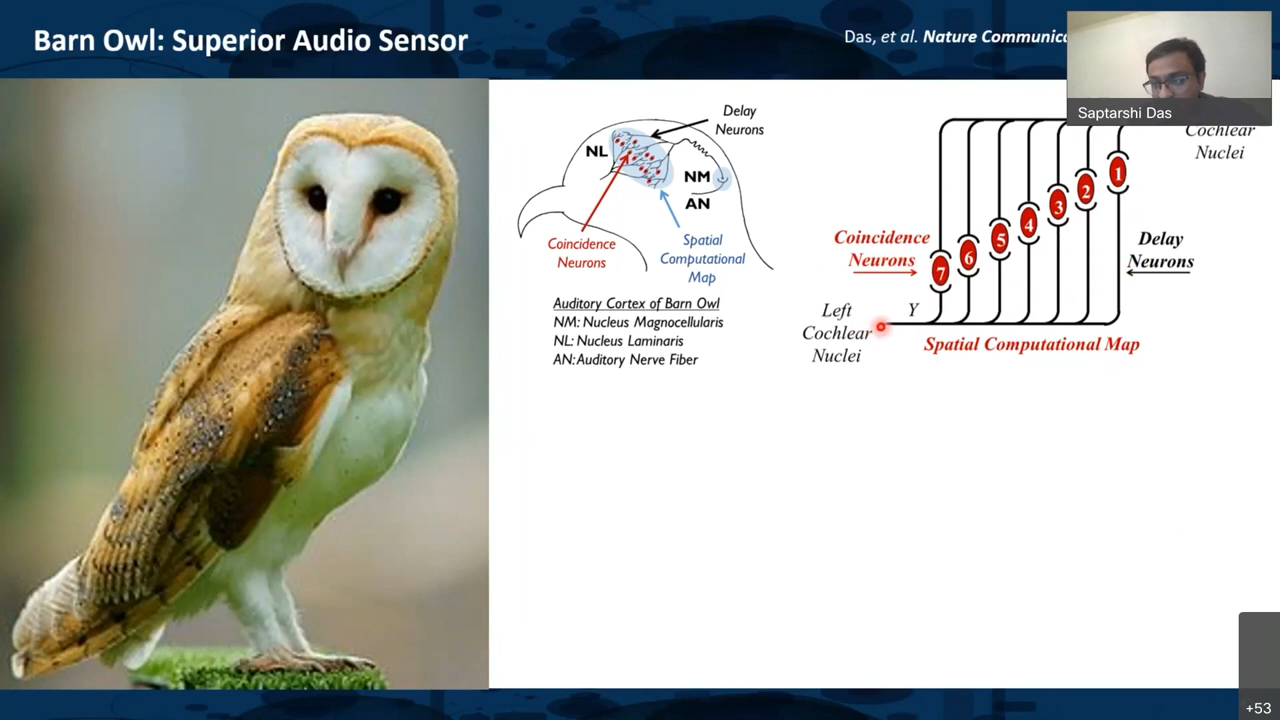 Barn Owl: Superior Audio Sensor
Das, et al. Nature
Saptarshi Das
Delay
Neurons
NL
NM
AN
Coincidence
Neurons
Spatial
Computational
Map
Auditory Cortex of Barn Owl
NM: Nucleus Magnocellularis
NL: Nucleus Laminaris
AN: Auditory Nerve Fiber
Cochlear
Nuclei
1
2
3
4
5
6
7
Coincidence
Neurons
Delay
Neurons
Left
Cochlear
Nuclei
Y
Spatial Computational Map
+53